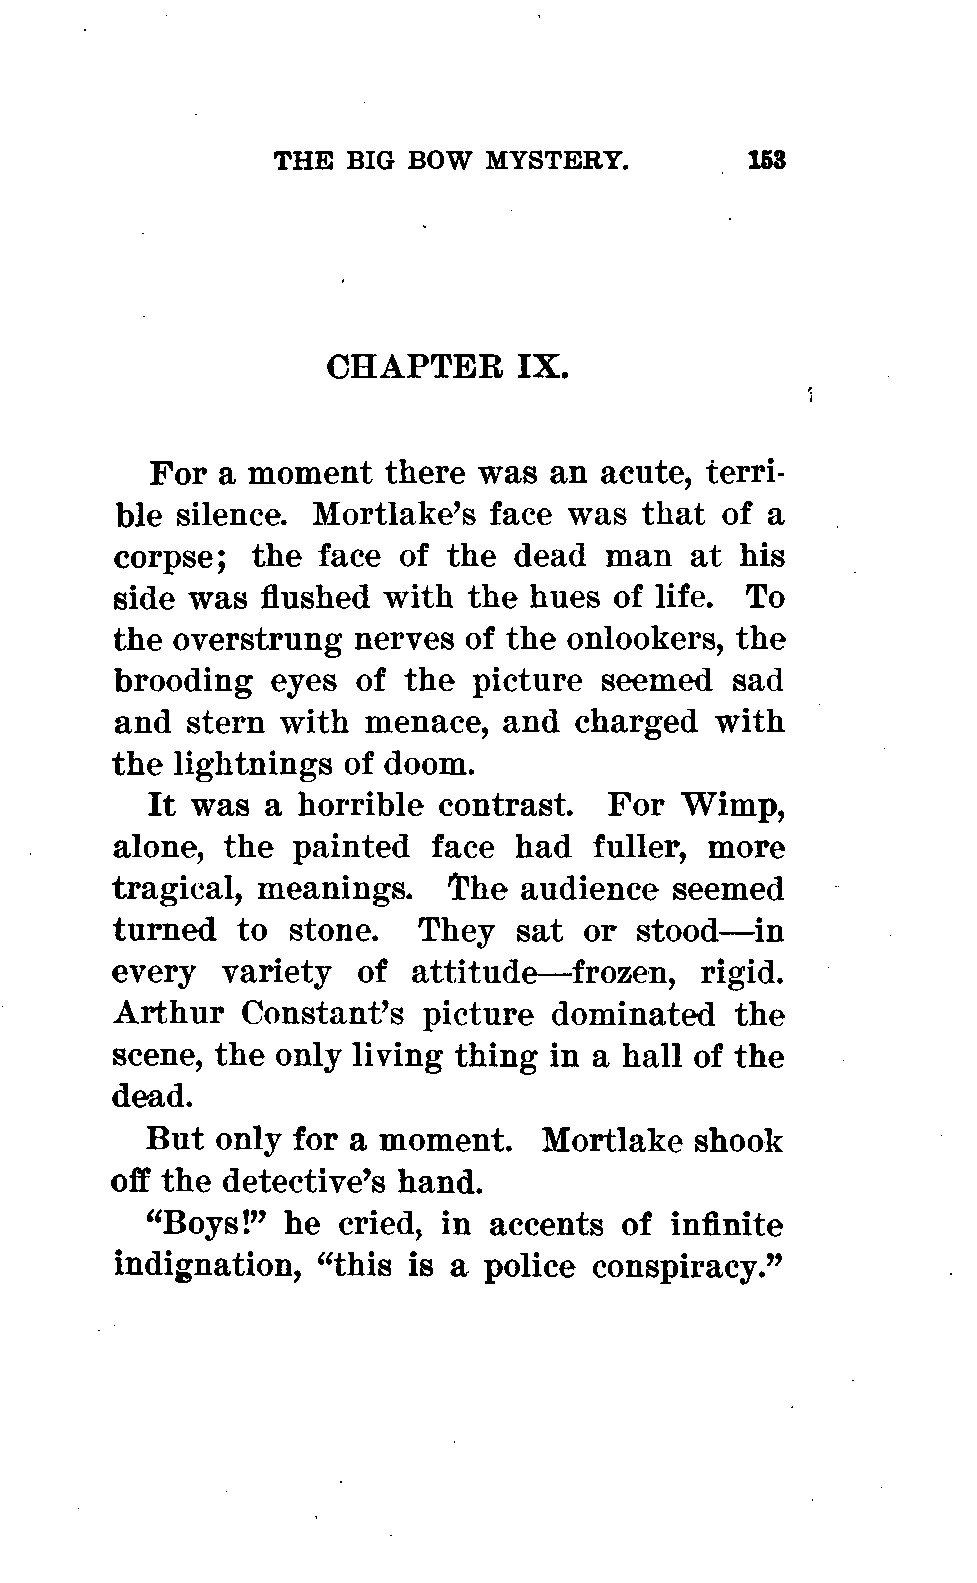 THE BIG BOW MYSTERY. 153
CHAPTER IX.
For a moment there was an acute, terri-
ble silence. Mortlake's face was that of a
corpse; the face of the dead man at his
side was flushed with the hues of life. To
the overstrung nerves of the onlookers, the
brooding eyes of the picture seemed sad
and stern with menace, and charged with
the lightnings of doom.
It was a horrible contrast. For Wimp,
alone, the painted face had fuller, more
tragical, meanings. The audience seemed
turned to stone. They sat or stood—in
every variety of attitude—frozen, rigid.
Arthur Constant's picture dominated the
scene, the only living thing in a hall of the
dead.
But only for a moment. Mortlake shook
off the detective's hand.
“Boys!” he cried, in accents of infinite
indignation, “this is a police conspiracy.”